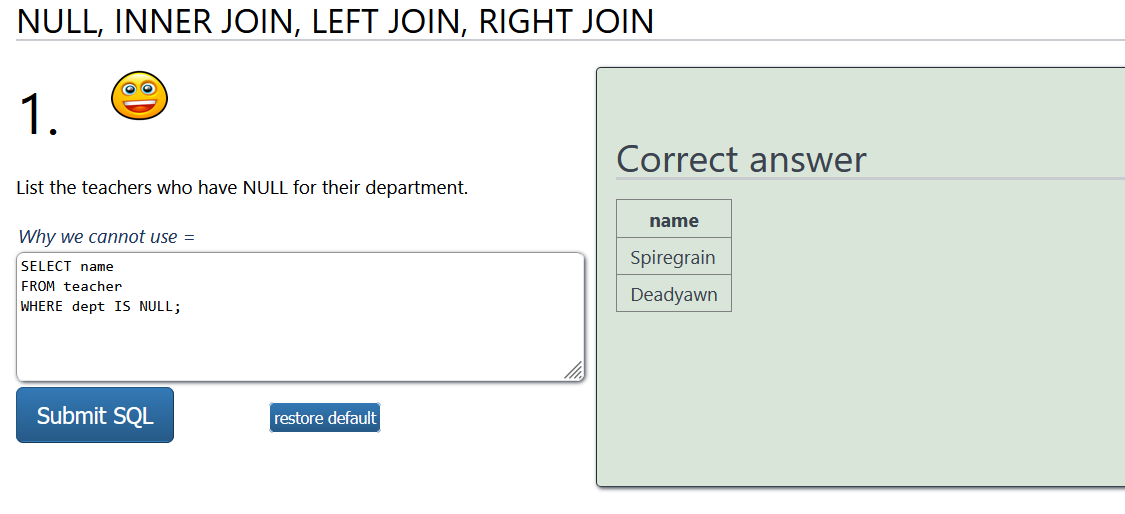 NULL, INNER JOIN, LEFT JOIN, RIGHT JOIN
1.
List the teachers who have NULL for their department.
Why we cannot use =
SELECT name
FROM teacher
WHERE dept IS NULL;
Submit SQL
restore default
Correct answer
name
Spiregrain
Deadyawn